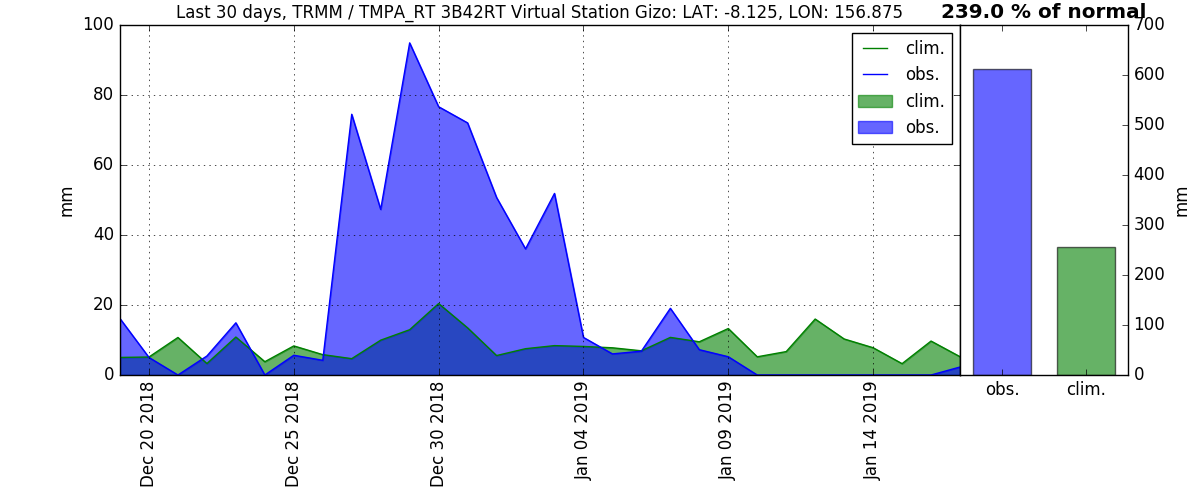 Last 30 days, TRMM / TMPA_RT 3B42RT Virtual Station Gizo: LAT: -8.125, LON: 156.875
239.0 % of normal
100
80
60
40
20
0
mm
clim.
obs.
clim.
obs.
700
600
500
400
300
200
100
0
mm
obs.
clim.
Dec 20 2018
Dec 25 2018
Dec 30 2018
Jan 04 2019
Jan 09 2019
Jan 14 2019